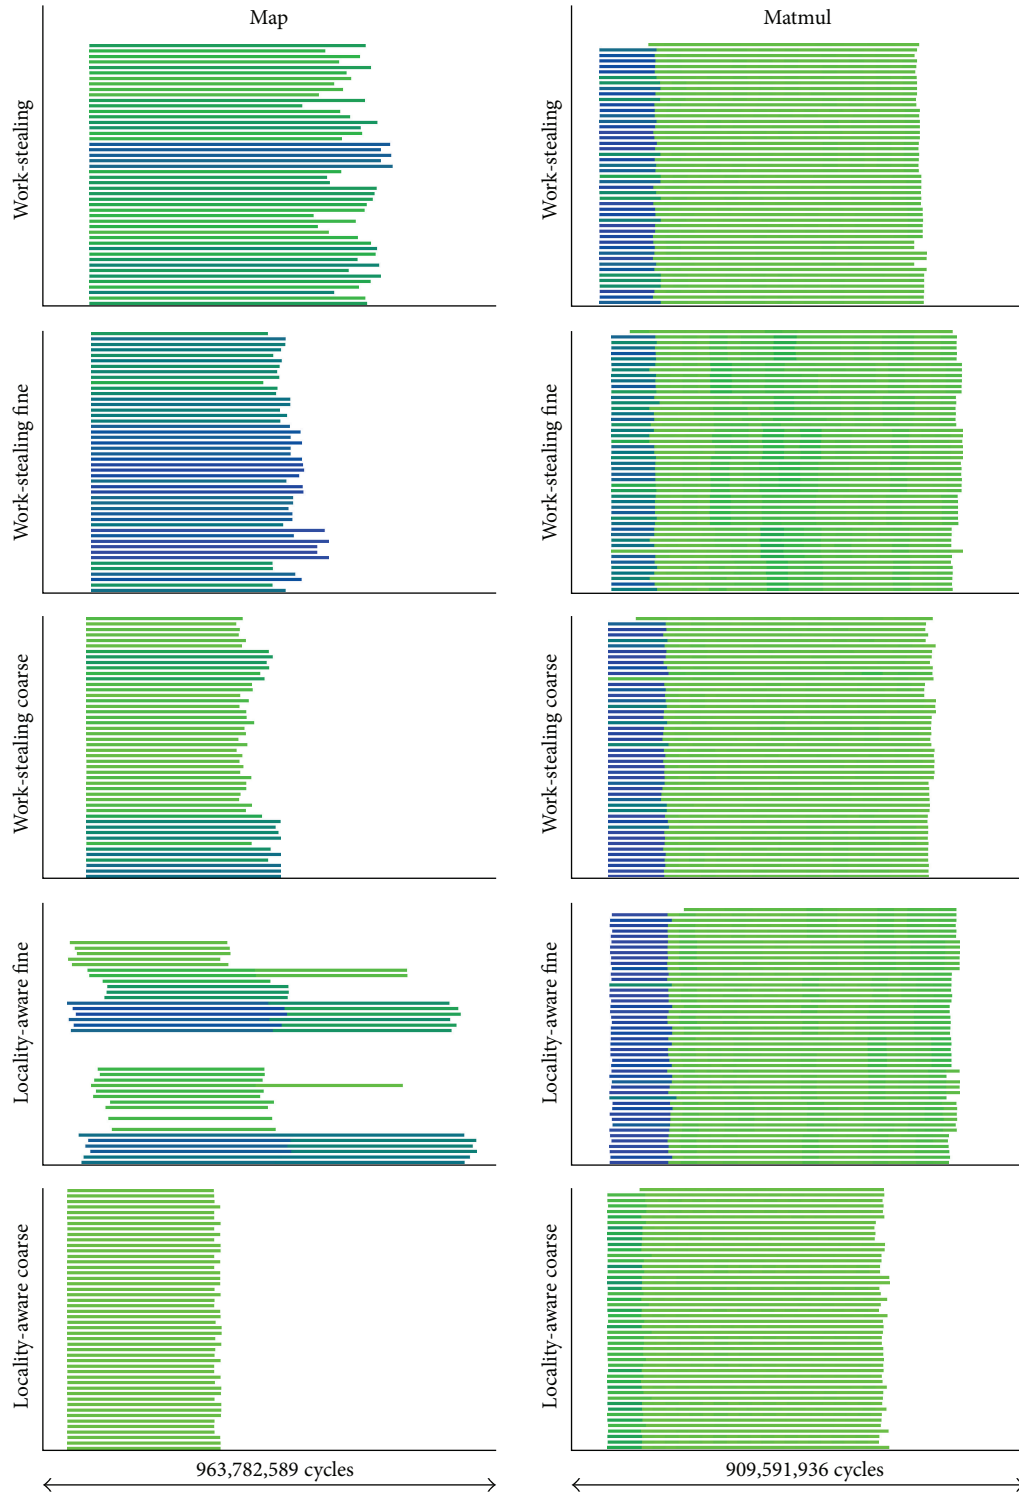 Map
Matmul
Work-stealing
Work-stealing
Work-stealing fine
Work-stealing fine
Work-stealing coarse
Work-stealing coarse
Locality-aware fine
Locality-aware fine
Locality-aware coarse
Locality-aware coarse
963,782,589 cycles
909,591,936 cycles